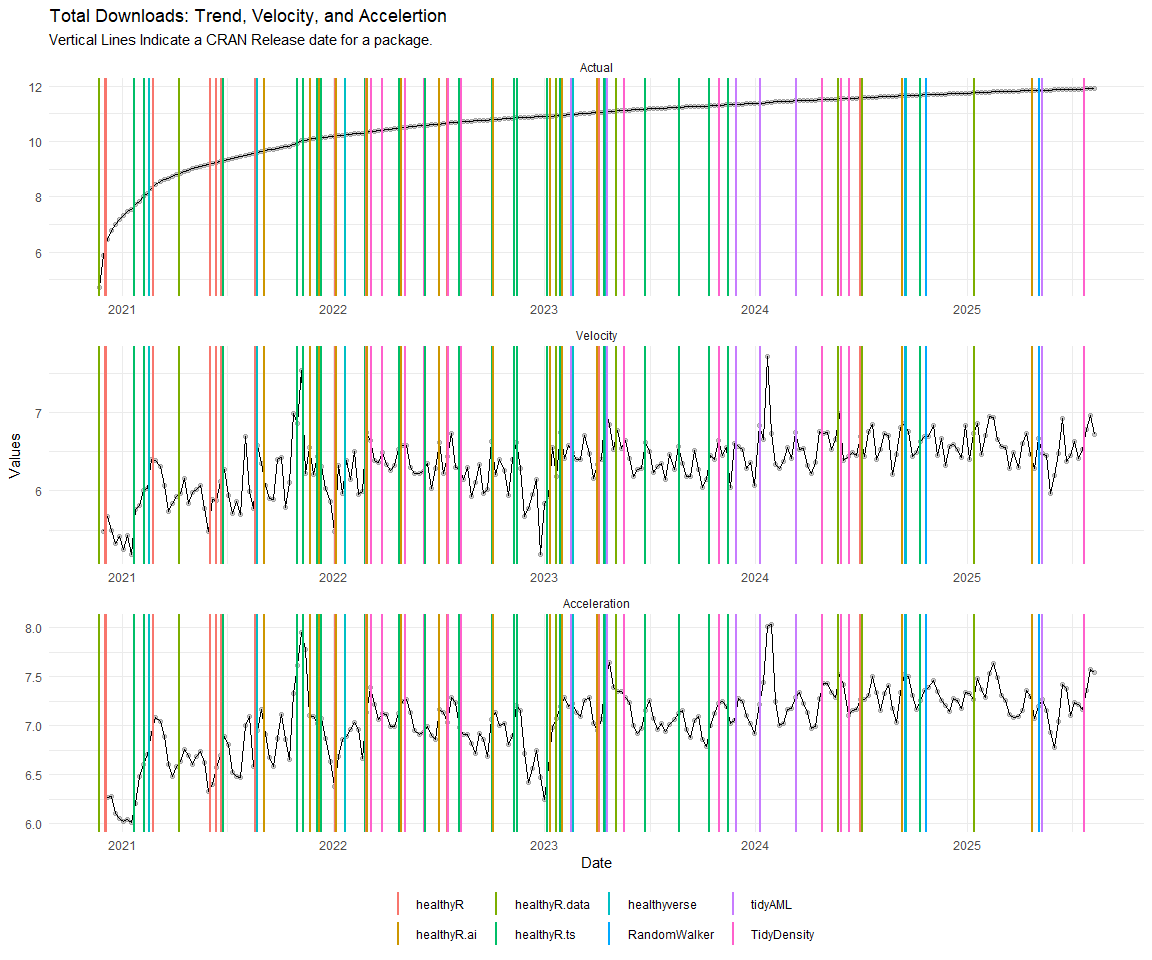 Total Downloads: Trend, Velocity, and Accelertion
Vertical Lines Indicate a CRAN Release date for a package.
Actual
12
10
8
6
2021 2022 2023 2024 2025
Velocity
Values
7
6
2021 2022 2023 2024 2025
Acceleration
8.0
7.5
7.0
6.5
6.0
2021 2022 2023 2024 2025
Date
healthyR healthyR.data healthyverse tidyAML
healthyR.ai healthyR.ts RandomWalker TidyDensity